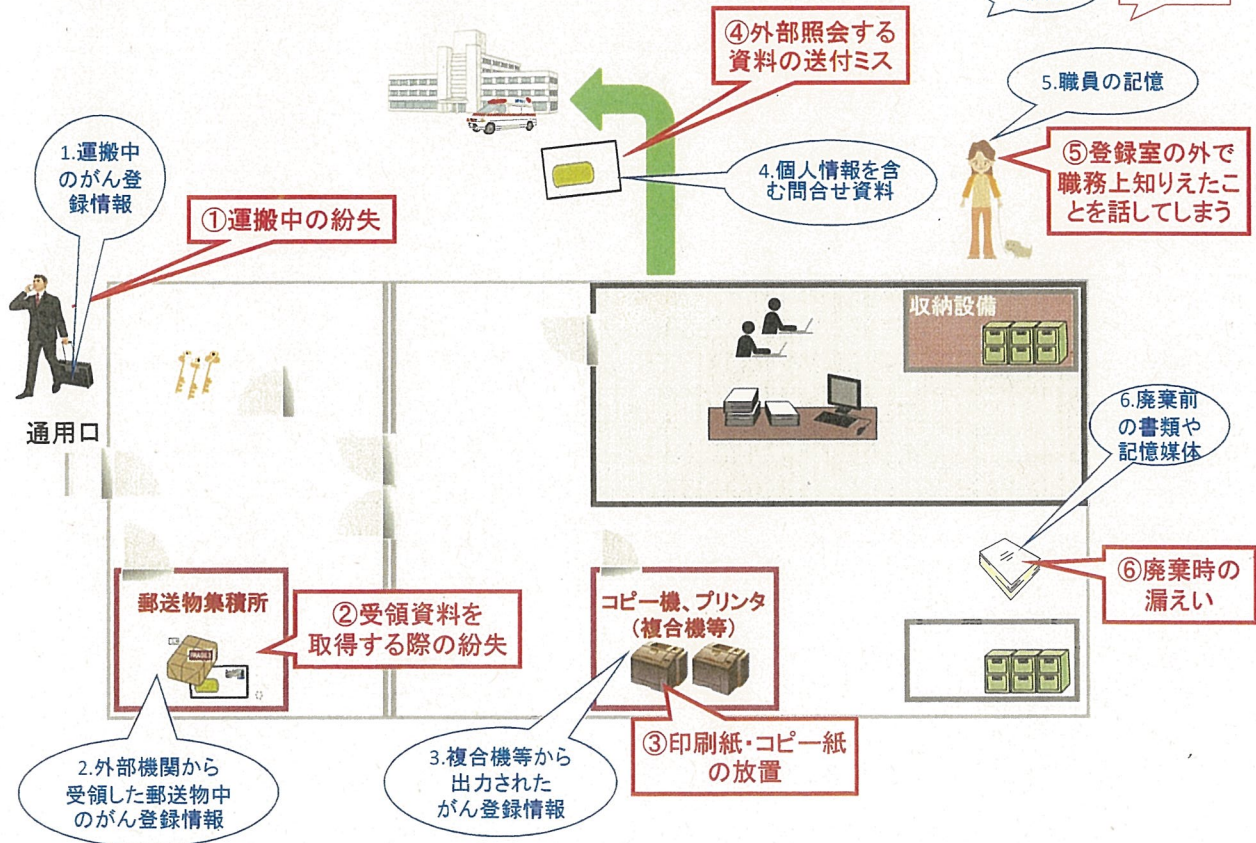 ④外部照会する
資料の送付ミス
5.職員の記憶
1.運搬中
のがん登
録情報
①運搬中の紛失
4.個人情報を含
む問合せ資料
⑤登録室の外で
職務上知りえたこ
とを話してしまう
収納設備
通用口
6.廃棄前
の書類や
記憶媒体
郵送物集積所
②受領資料を
取得する際の紛失
コピー機、プリンタ
(複合機等)
⑥廃棄時の
漏えい
FRAGILE
③印刷紙・コピー紙
の放置
2.外部機関から
受領した郵送物中
のがん登録情報
3.複合機等から
出力された
がん登録情報